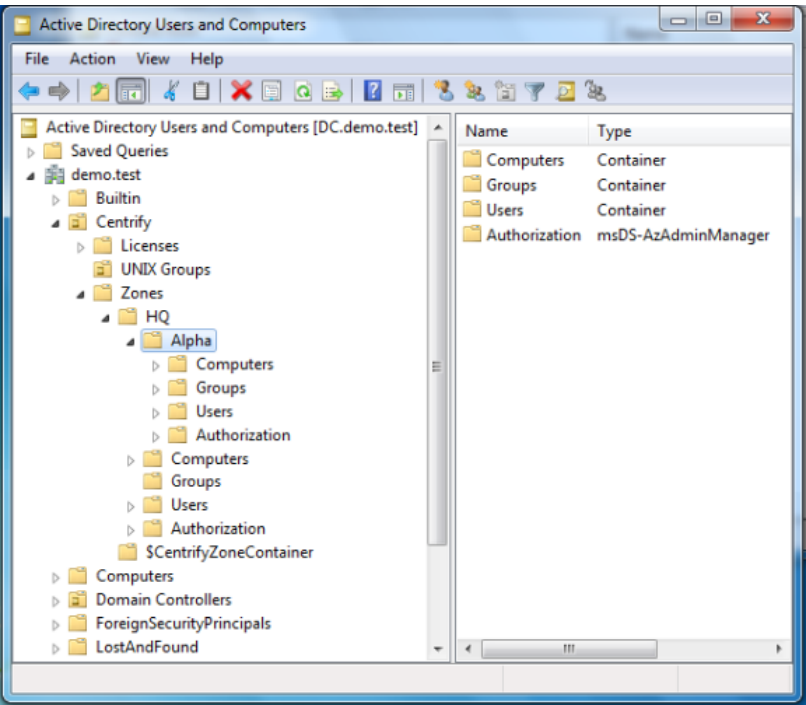 Active Directory Users and Computers
File Action View Help
Active Directory Users and Computers [DC.demo.test]
Saved Queries
demo.test
Builtin
Centrify
Licenses
UNIX Groups
Zones
HQ
Alpha
Computers
Groups
Users
Authorization
Computers
Groups
Users
Authorization
$CentrifyZoneContainer
Computers
Domain Controllers
ForeignSecurityPrincipals
LostAndFound
Name Type
Computers Container
Groups Container
Users Container
Authorization msDS-AzAdminManager